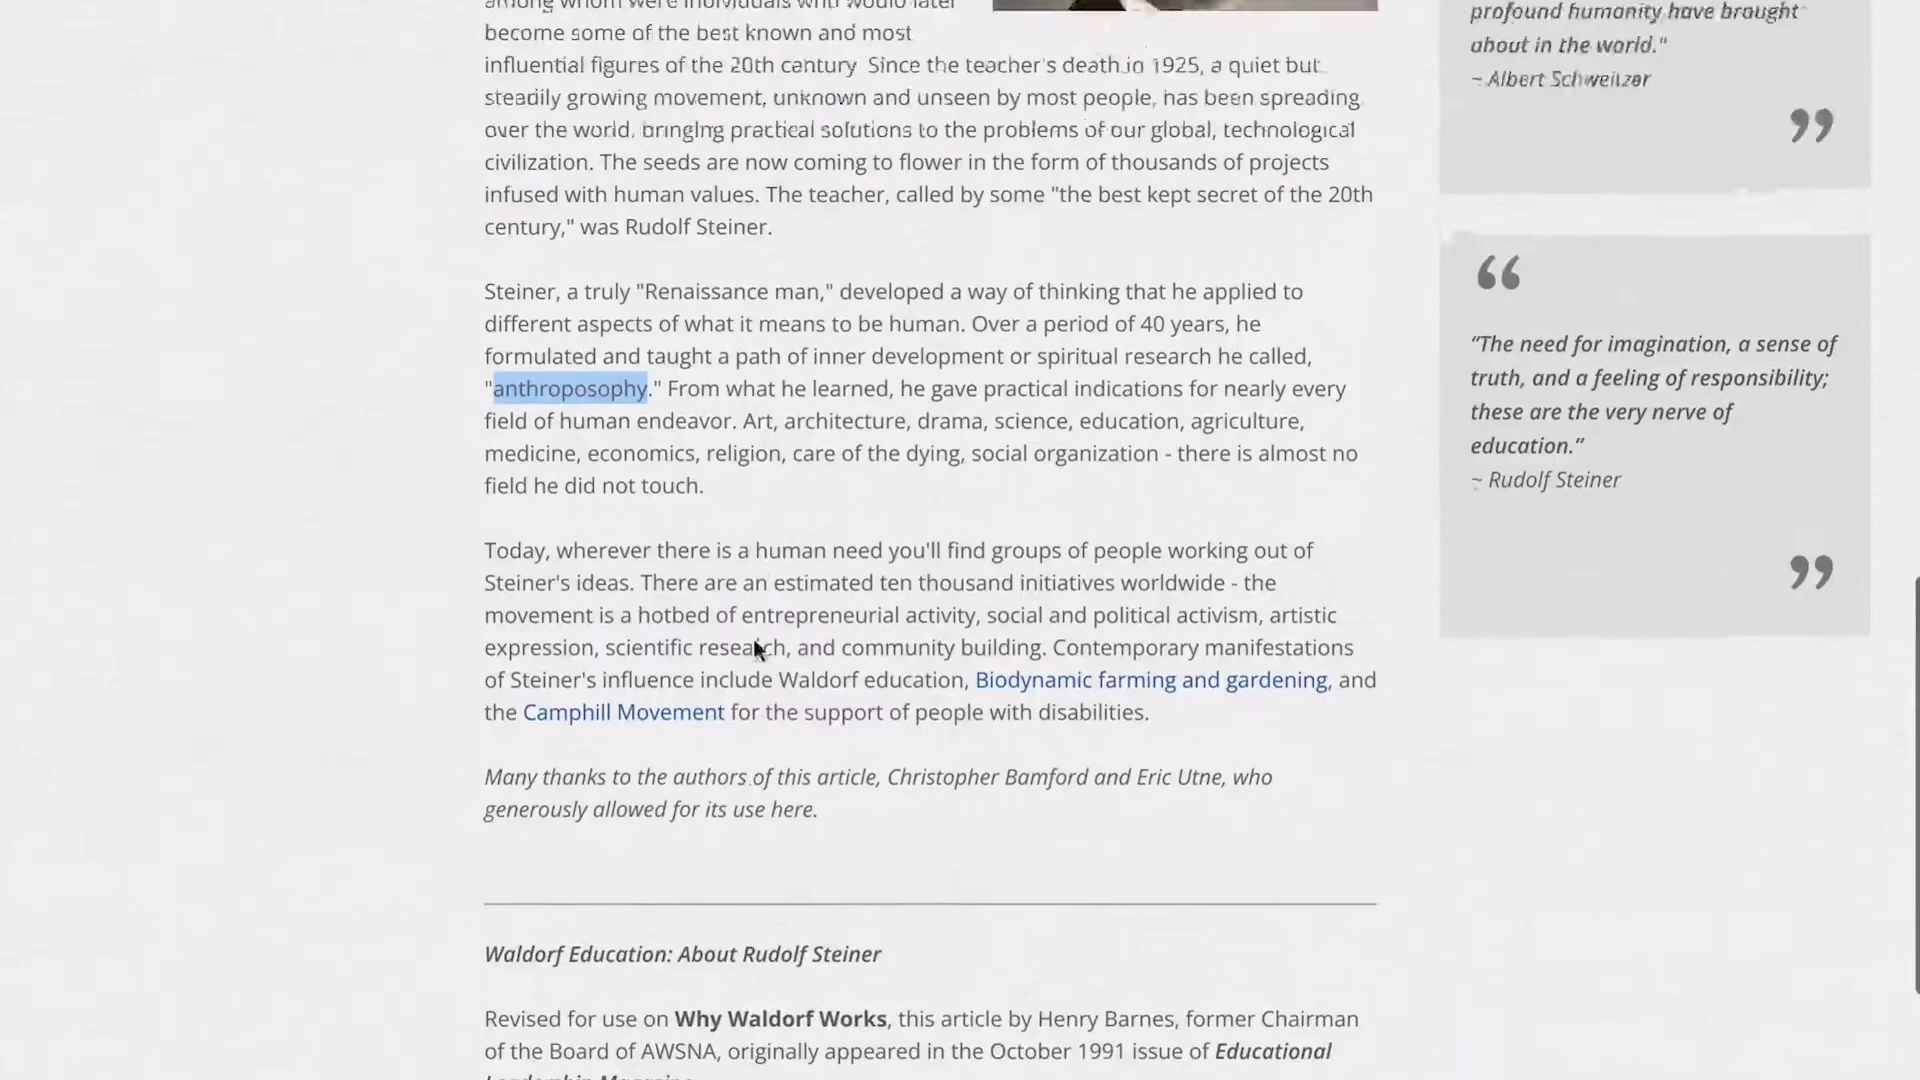 among whom were individuals who would later
become some of the best known and most
influential figures of the 20th century Since the teacher's death in 1925, a quiet but
steadily growing movement, unknown and unseen by most people, has been spreading
over the world, bringing practical solutions to the problems of our global, technological
civilization. The seeds are now coming to flower in the form of thousands of projects
infused with human values. The teacher, called by some "the best kept secret of the 20th
century," was Rudolf Steiner.
Steiner, a truly "Renaissance man," developed a way of thinking that he applied to
different aspects of what it means to be human. Over a period of 40 years, he
formulated and taught a path of inner development or spiritual research he called,
"anthroposophy." From what he learned, he gave practical indications for nearly every
field of human endeavor. Art, architecture, drama, science, education, agriculture,
medicine, economics, religion, care of the dying, social organization - there is almost no
field he did not touch.
Today, wherever there is a human need you'll find groups of people working out of
Steiner's ideas. There are an estimated ten thousand initiatives worldwide - the
movement is a hotbed of entrepreneurial activity, social and political activism, artistic
expression, scientific research, and community building. Contemporary manifestations
of Steiner's influence include Waldorf education, Biodynamic farming and gardening, and
the Camphill Movement for the support of people with disabilities.
Many thanks to the authors of this article, Christopher Bamford and Eric Utne, who
generously allowed for its use here.
Waldorf Education: About Rudolf Steiner
Revised for use on Why Waldorf Works, this article by Henry Barnes, former Chairman
of the Board of AWSNA, originally appeared in the October 1991 issue of Educational
Leadership Magazine
profound humanity have brought
about in the world."
~ Albert Schweitzer
”
“
“The need for imagination, a sense of
truth, and a feeling of responsibility;
these are the very nerve of
education.”
~ Rudolf Steiner
”